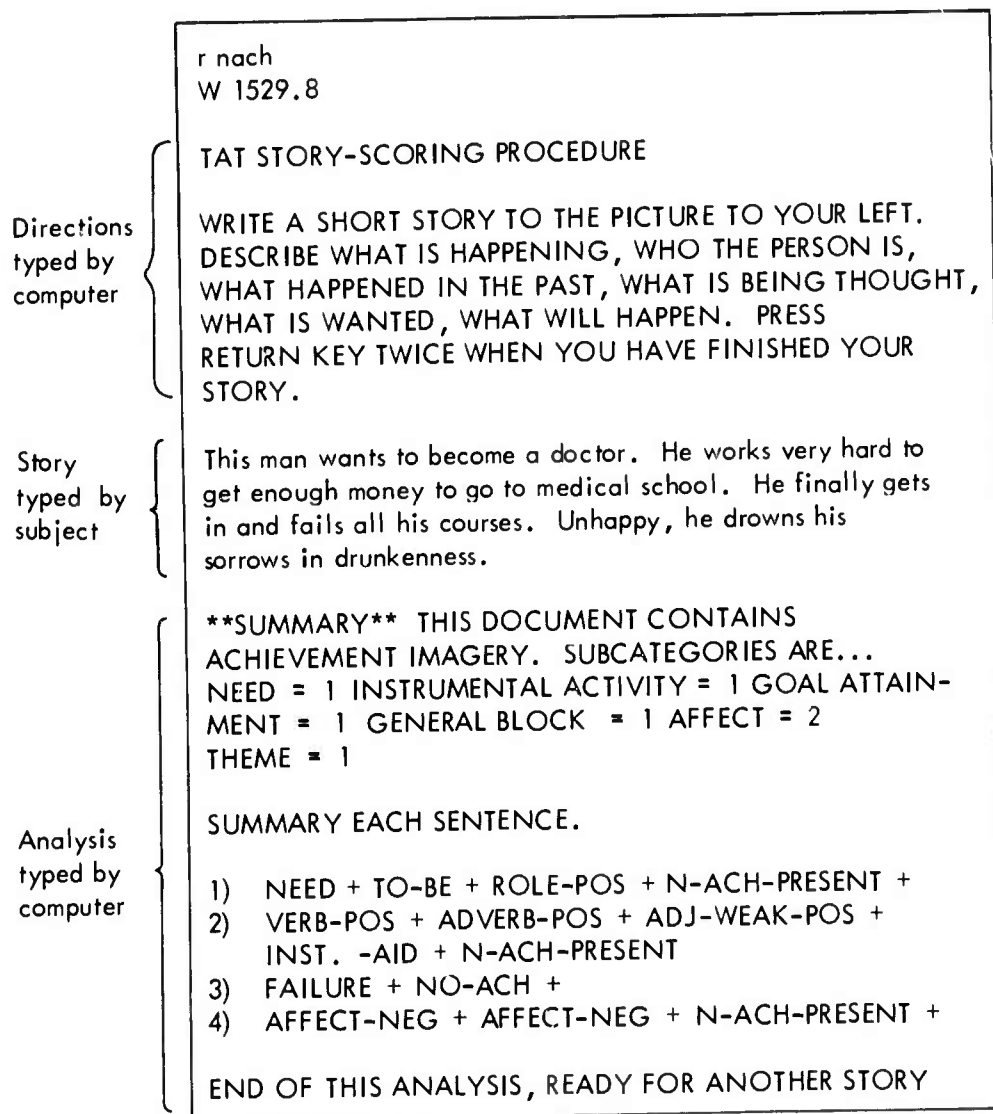 r nach
W 1529.8
Directions
typed by
computer
TAT STORY-SCORING PROCEDURE
WRITE A SHORT STORY TO THE PICTURE TO YOUR LEFT.
DESCRIBE WHAT IS HAPPENING, WHO THE PERSON IS,
WHAT HAPPENED IN THE PAST, WHAT IS BEING THOUGHT,
WHAT IS WANTED, WHAT WILL HAPPEN. PRESS
RETURN KEY TWICE WHEN YOU HAVE FINISHED YOUR
STORY.
Story
typed by
subject
This man wants to become a doctor. He works very hard to
get enough money to go to medical school. He finally gets
in and fails all his courses. Unhappy, he drowns his
sorrows in drunkenness.
Analysis
typed by
computer
**SUMMARY** THIS DOCUMENT CONTAINS
ACHIEVEMENT IMAGERY. SUBCATEGORIES ARE...
NEED = 1 INSTRUMENTAL ACTIVITY = 1 GOAL ATTAIN-
MENT = 1 GENERAL BLOCK = 1 AFFECT = 2
THEME = 1
SUMMARY EACH SENTENCE.
1) NEED + TO-BE + ROLE-POS + N-ACH-PRESENT +
2) VERB-POS + ADVERB-POS + ADJ-WEAK-POS +
INST. -AID + N-ACH-PRESENT
3) FAILURE + NO-ACH +
4) AFFECT-NEG + AFFECT-NEG + N-ACH-PRESENT +
END OF THIS ANALYSIS, READY FOR ANOTHER STORY